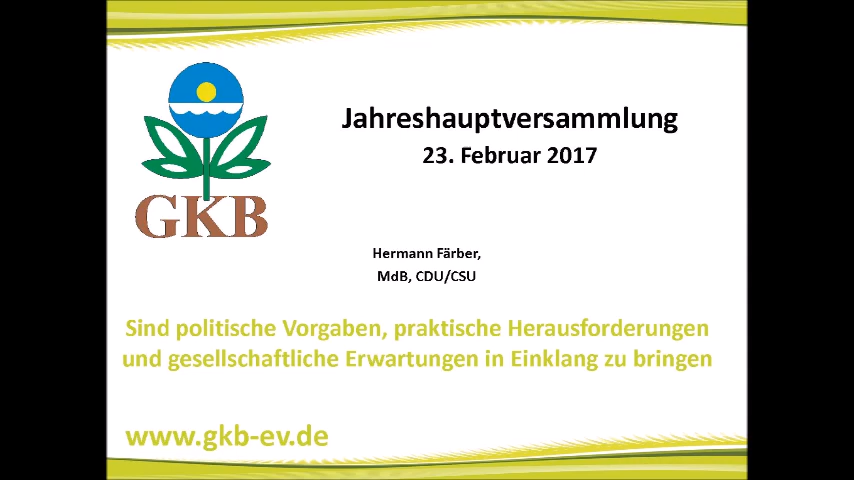 GKB
Jahreshauptversammlung
23. Februar 2017
Hermann Färber,
MdB, CDU/CSU
Sind politische Vorgaben, praktische Herausforderungen
und gesellschaftliche Erwartungen in Einklang zu bringen
www.gkb-ev.de